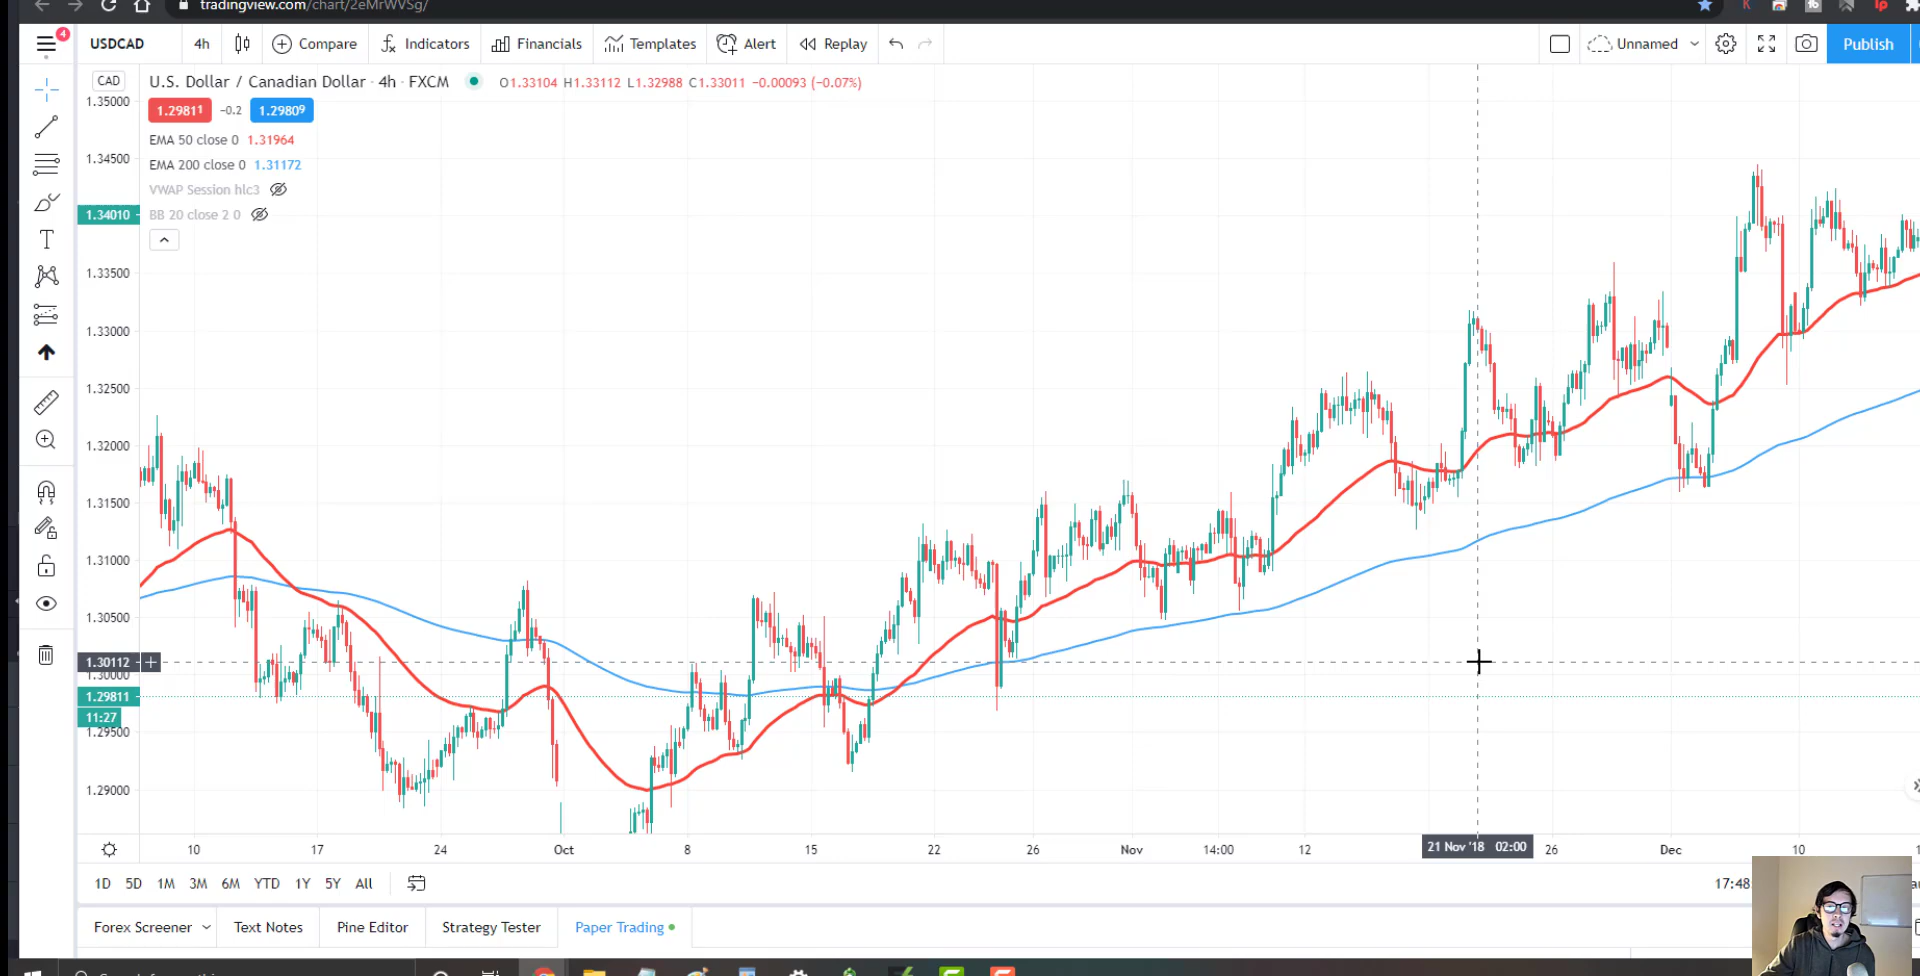 tradingview.com/chart/2eMrWVSg/
4
USDCAD 4h Compare Indicators Financials Templates Alert Replay Unnamed Publish
CAD U.S. Dollar / Canadian Dollar · 4h · FXCM O1.33104 H1.33112 L1.32988 C1.33011 -0.00093 (-0.07%)
1.35000
1.29811 -0.2 1.29809
EMA 50 close 0 1.31964
1.34500
EMA 200 close 0 1.31172
VWAP Session hlc3
1.34010
BB 20 close 2 0
1.33500
1.33000
1.32500
1.32000
1.31500
1.31000
1.30500
1.30112
1.30000
1.29811
11:27
1.29500
1.29000
10 17 24 Oct 8 15 22 26 Nov 14:00 12 21 Nov '18 02:00 26 Dec 10
1D 5D 1M 3M 6M YTD 1Y 5Y All 17:48
Forex Screener Text Notes Pine Editor Strategy Tester Paper Trading